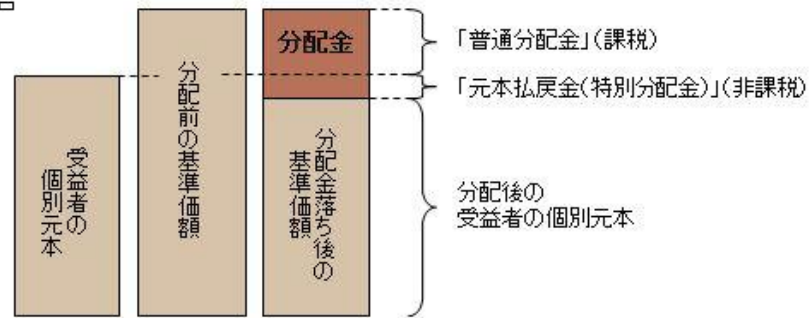 受益者の
個別元本
分配前の基準価額
分配金
分配金落ち後の
基準価額
「普通分配金」(課税)
「元本払戻金(特別分配金)」(非課税)
分配後の
受益者の個別元本